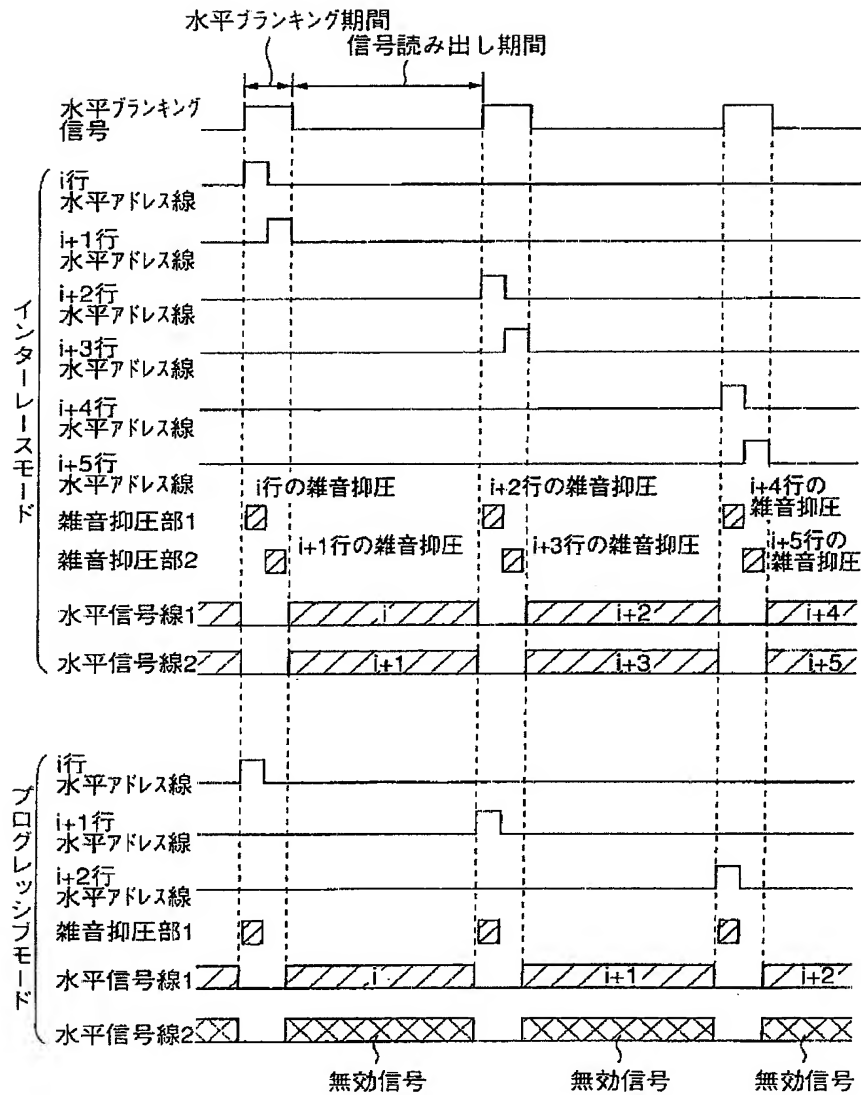 水平ブランキング期間
信号読み出し期間
水平ブランキング
信号
インターレースモード
i行
水平アドレス線
i+1行
水平アドレス線
i+2行
水平アドレス線
i+3行
水平アドレス線
i+4行
水平アドレス線
i+5行
水平アドレス線
i行の雑音抑圧
i+2行の雑音抑圧
i+4行の
雑音抑圧
雑音抑圧部1
雑音抑圧部2
i+1行の雑音抑圧
i+3行の雑音抑圧
i+5行の
雑音抑圧
水平信号線1
i
i+2
i+4
水平信号線2
i+1
i+3
i+5
プログレッシブモード
i行
水平アドレス線
i+1行
水平アドレス線
i+2行
水平アドレス線
雑音抑圧部1
水平信号線1
i
i+1
i+2
水平信号線2
無効信号
無効信号
無効信号